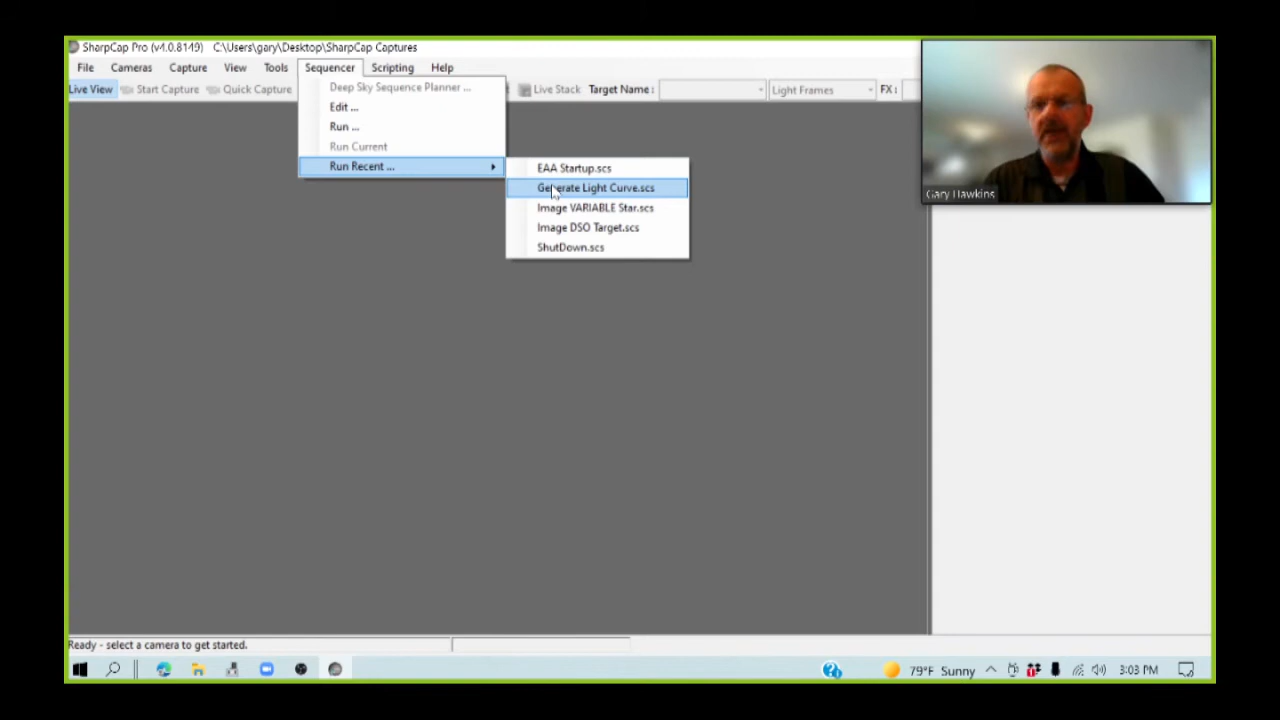 SharpCap Pro (v4.0.8149) C:\Users\gary\Desktop\SharpCap Captures
File Cameras Capture View Tools Sequencer Scripting Help
Live View Start Capture Quick Capture Live Stack Target Name : Light Frames FX :
Deep Sky Sequence Planner ...
Edit ...
Run ...
Run Current
Run Recent ...
EAA Startup.scs
Generate Light Curve.scs
Image VARIABLE Star.scs
Image DSO Target.scs
ShutDown.scs
Gary Hawkins
Ready - select a camera to get started.
79°F Sunny 3:03 PM